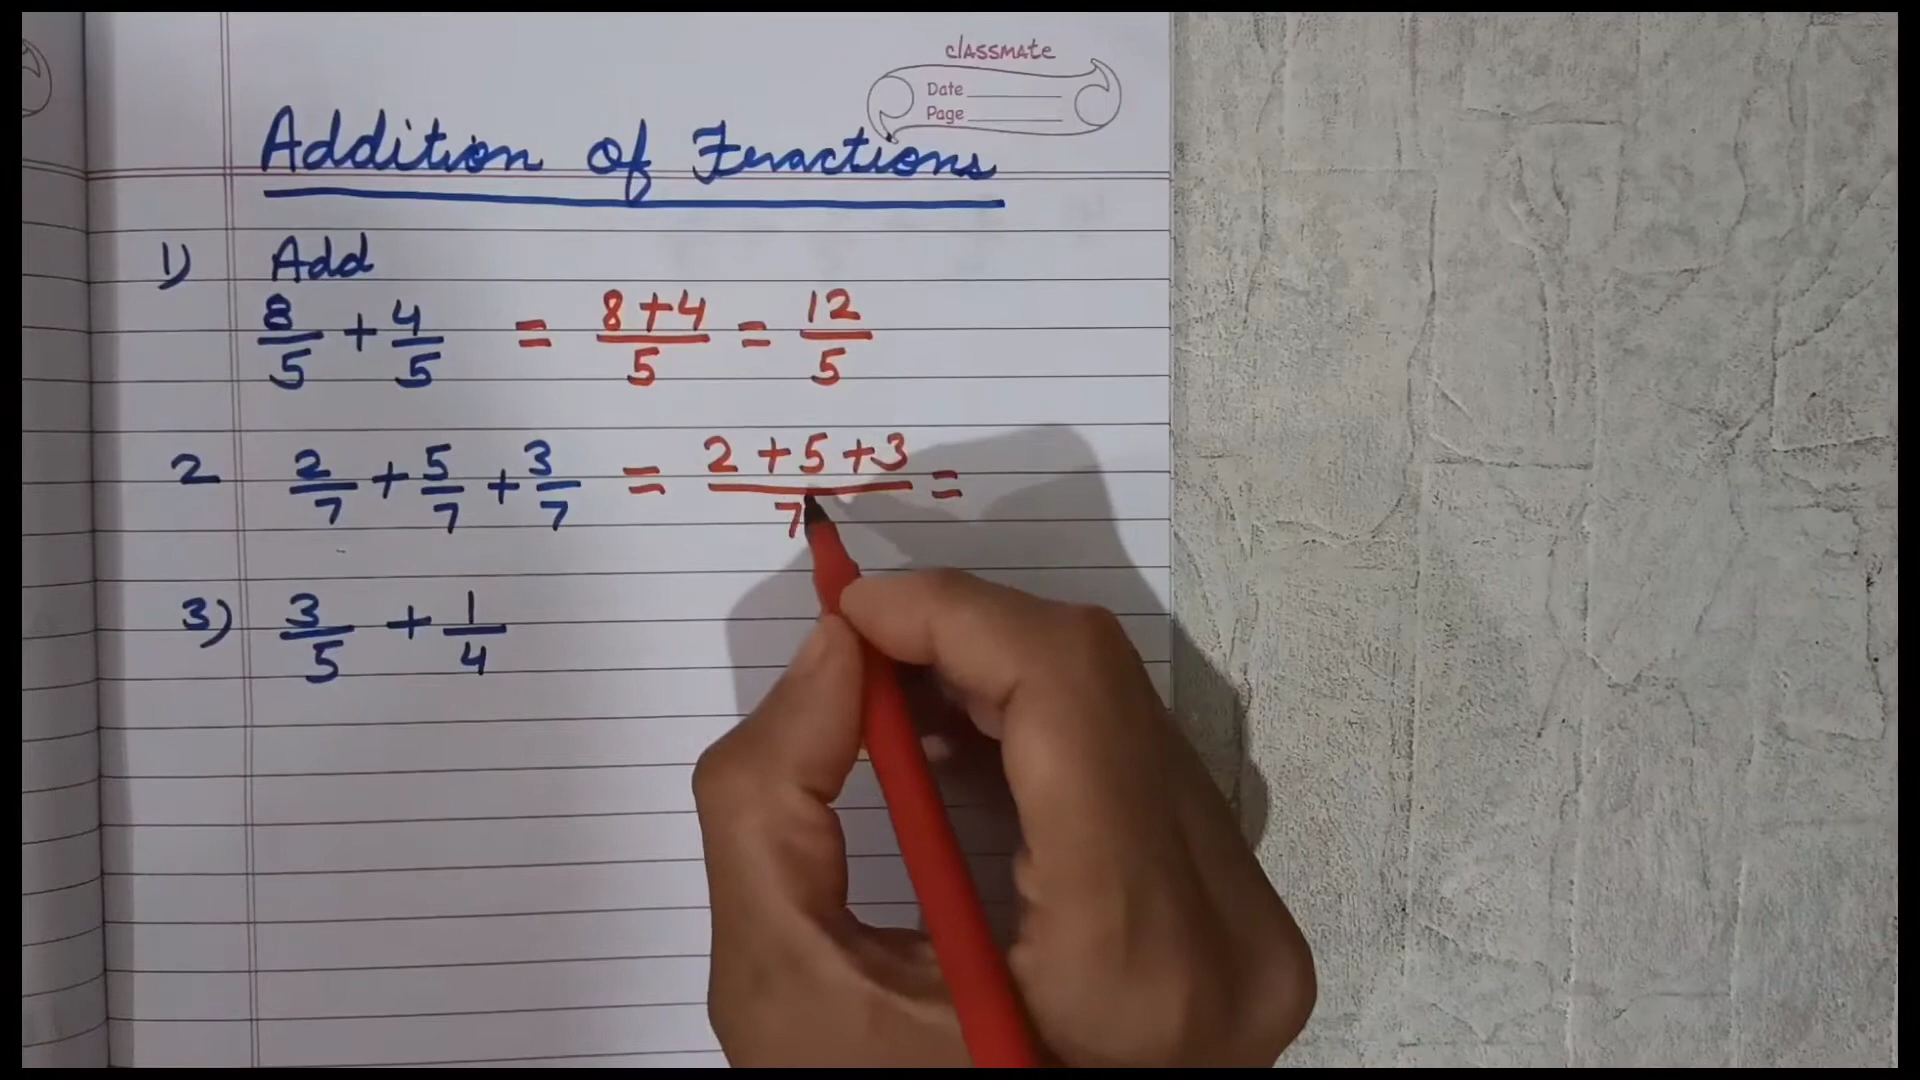 classmate
Date
Page
Addition of Fractions
1) Add
8/5 + 4/5 = 8+4/5 = 12/5
2 2/7 + 5/7 + 3/7 = 2+5+3/7 =
3) 3/5 + 1/4